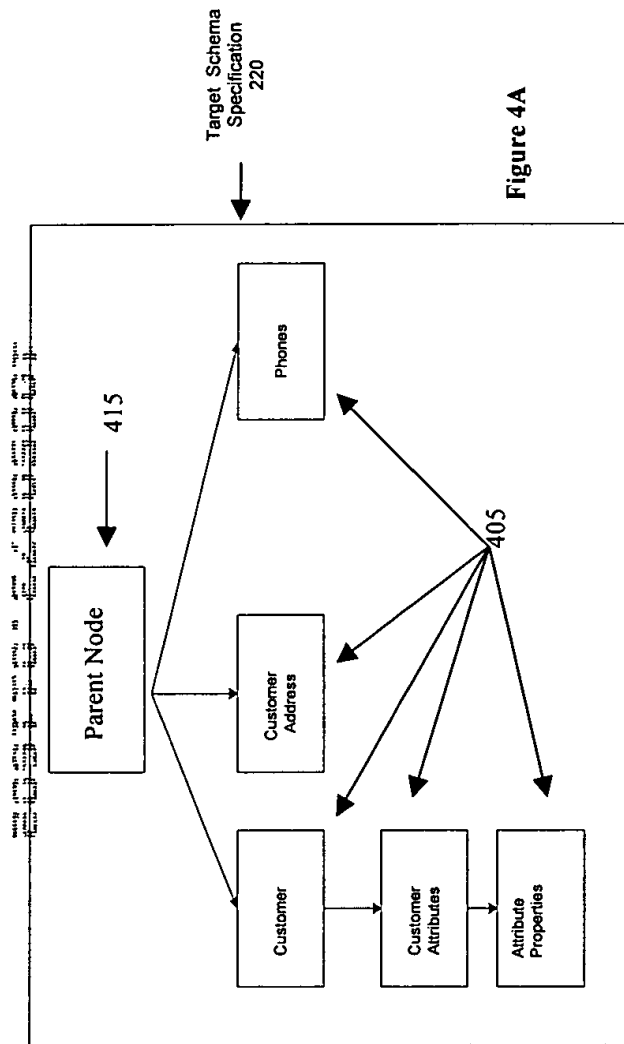 Parent Node
415
Target Schema
Specification
220
Customer
Customer
Address
Phones
Customer
Attributes
405
Attribute
Properties
Figure 4A